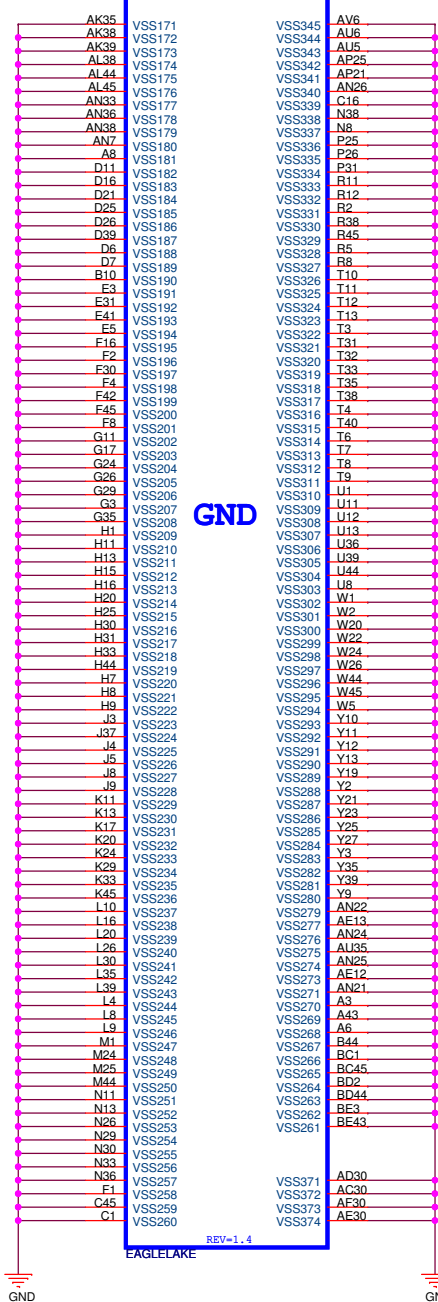 AK35 VSS171 VSS345 AV6
AK38 VSS172 VSS344 AU6
AK39 VSS173 VSS343 AU5
AL38 VSS174 VSS342 AP25
AL44 VSS175 VSS341 AP21
AL45 VSS176 VSS340 AN26
AN33 VSS177 VSS339 C16
AN36 VSS178 VSS338 N38
AN38 VSS179 VSS337 N8
AN7 VSS180 VSS336 P25
A8 VSS181 VSS335 P26
D11 VSS182 VSS334 P31
D16 VSS183 VSS333 R11
D21 VSS184 VSS332 R12
D25 VSS185 VSS331 R2
D26 VSS186 VSS330 R38
D39 VSS187 VSS329 R45
D6 VSS188 VSS328 R5
D7 VSS189 VSS327 R8
B10 VSS190 VSS326 T10
E3 VSS191 VSS325 T11
E31 VSS192 VSS324 T12
E41 VSS193 VSS323 T13
E5 VSS194 VSS322 T3
F16 VSS195 VSS321 T31
F2 VSS196 VSS320 T32
F30 VSS197 VSS319 T33
F4 VSS198 VSS318 T35
F42 VSS199 VSS317 T38
F45 VSS200 VSS316 T4
F8 VSS201 VSS315 T40
G11 VSS202 VSS314 T6
G17 VSS203 VSS313 T7
G24 VSS204 VSS312 T8
G26 VSS205 VSS311 T9
G29 VSS206 VSS310 U1
G3 VSS207 VSS309 U11
GND
G35 VSS208 VSS308 U12
H1 VSS209 VSS307 U13
H11 VSS210 VSS306 U36
H13 VSS211 VSS305 U39
H15 VSS212 VSS304 U44
H16 VSS213 VSS303 U8
H20 VSS214 VSS302 W1
H25 VSS215 VSS301 W2
H30 VSS216 VSS300 W20
H31 VSS217 VSS299 W22
H33 VSS218 VSS298 W24
H44 VSS219 VSS297 W26
H7 VSS220 VSS296 W44
H8 VSS221 VSS295 W45
H9 VSS222 VSS294 W5
J3 VSS223 VSS293 Y10
J37 VSS224 VSS292 Y11
J4 VSS225 VSS291 Y12
J5 VSS226 VSS290 Y13
J8 VSS227 VSS289 Y19
J9 VSS228 VSS288 Y2
K11 VSS229 VSS287 Y21
K13 VSS230 VSS286 Y23
K17 VSS231 VSS285 Y25
K20 VSS232 VSS284 Y27
K24 VSS233 VSS283 Y3
K29 VSS234 VSS282 Y35
K33 VSS235 VSS281 Y39
K45 VSS236 VSS280 Y9
L10 VSS237 VSS279 AN22
L16 VSS238 VSS277 AE13
L20 VSS239 VSS276 AN24
L26 VSS240 VSS275 AU35
L30 VSS241 VSS274 AN25
L35 VSS242 VSS273 AE12
L39 VSS243 VSS271 AN21
L4 VSS244 VSS270 A3
L8 VSS245 VSS269 A43
L9 VSS246 VSS268 A6
M1 VSS247 VSS267 B44
M24 VSS248 VSS266 BC1
M25 VSS249 VSS265 BC45
M44 VSS250 VSS264 BD2
N11 VSS251 VSS263 BD44
N13 VSS252 VSS262 BE3
N26 VSS253 VSS261 BE43
N29 VSS254
N30 VSS255
N33 VSS256
N36 VSS257 VSS371 AD30
F1 VSS258 VSS372 AC30
C45 VSS259 VSS373 AF30
C1 VSS260 VSS374 AE30
REV=1.4
EAGLELAKE
GND